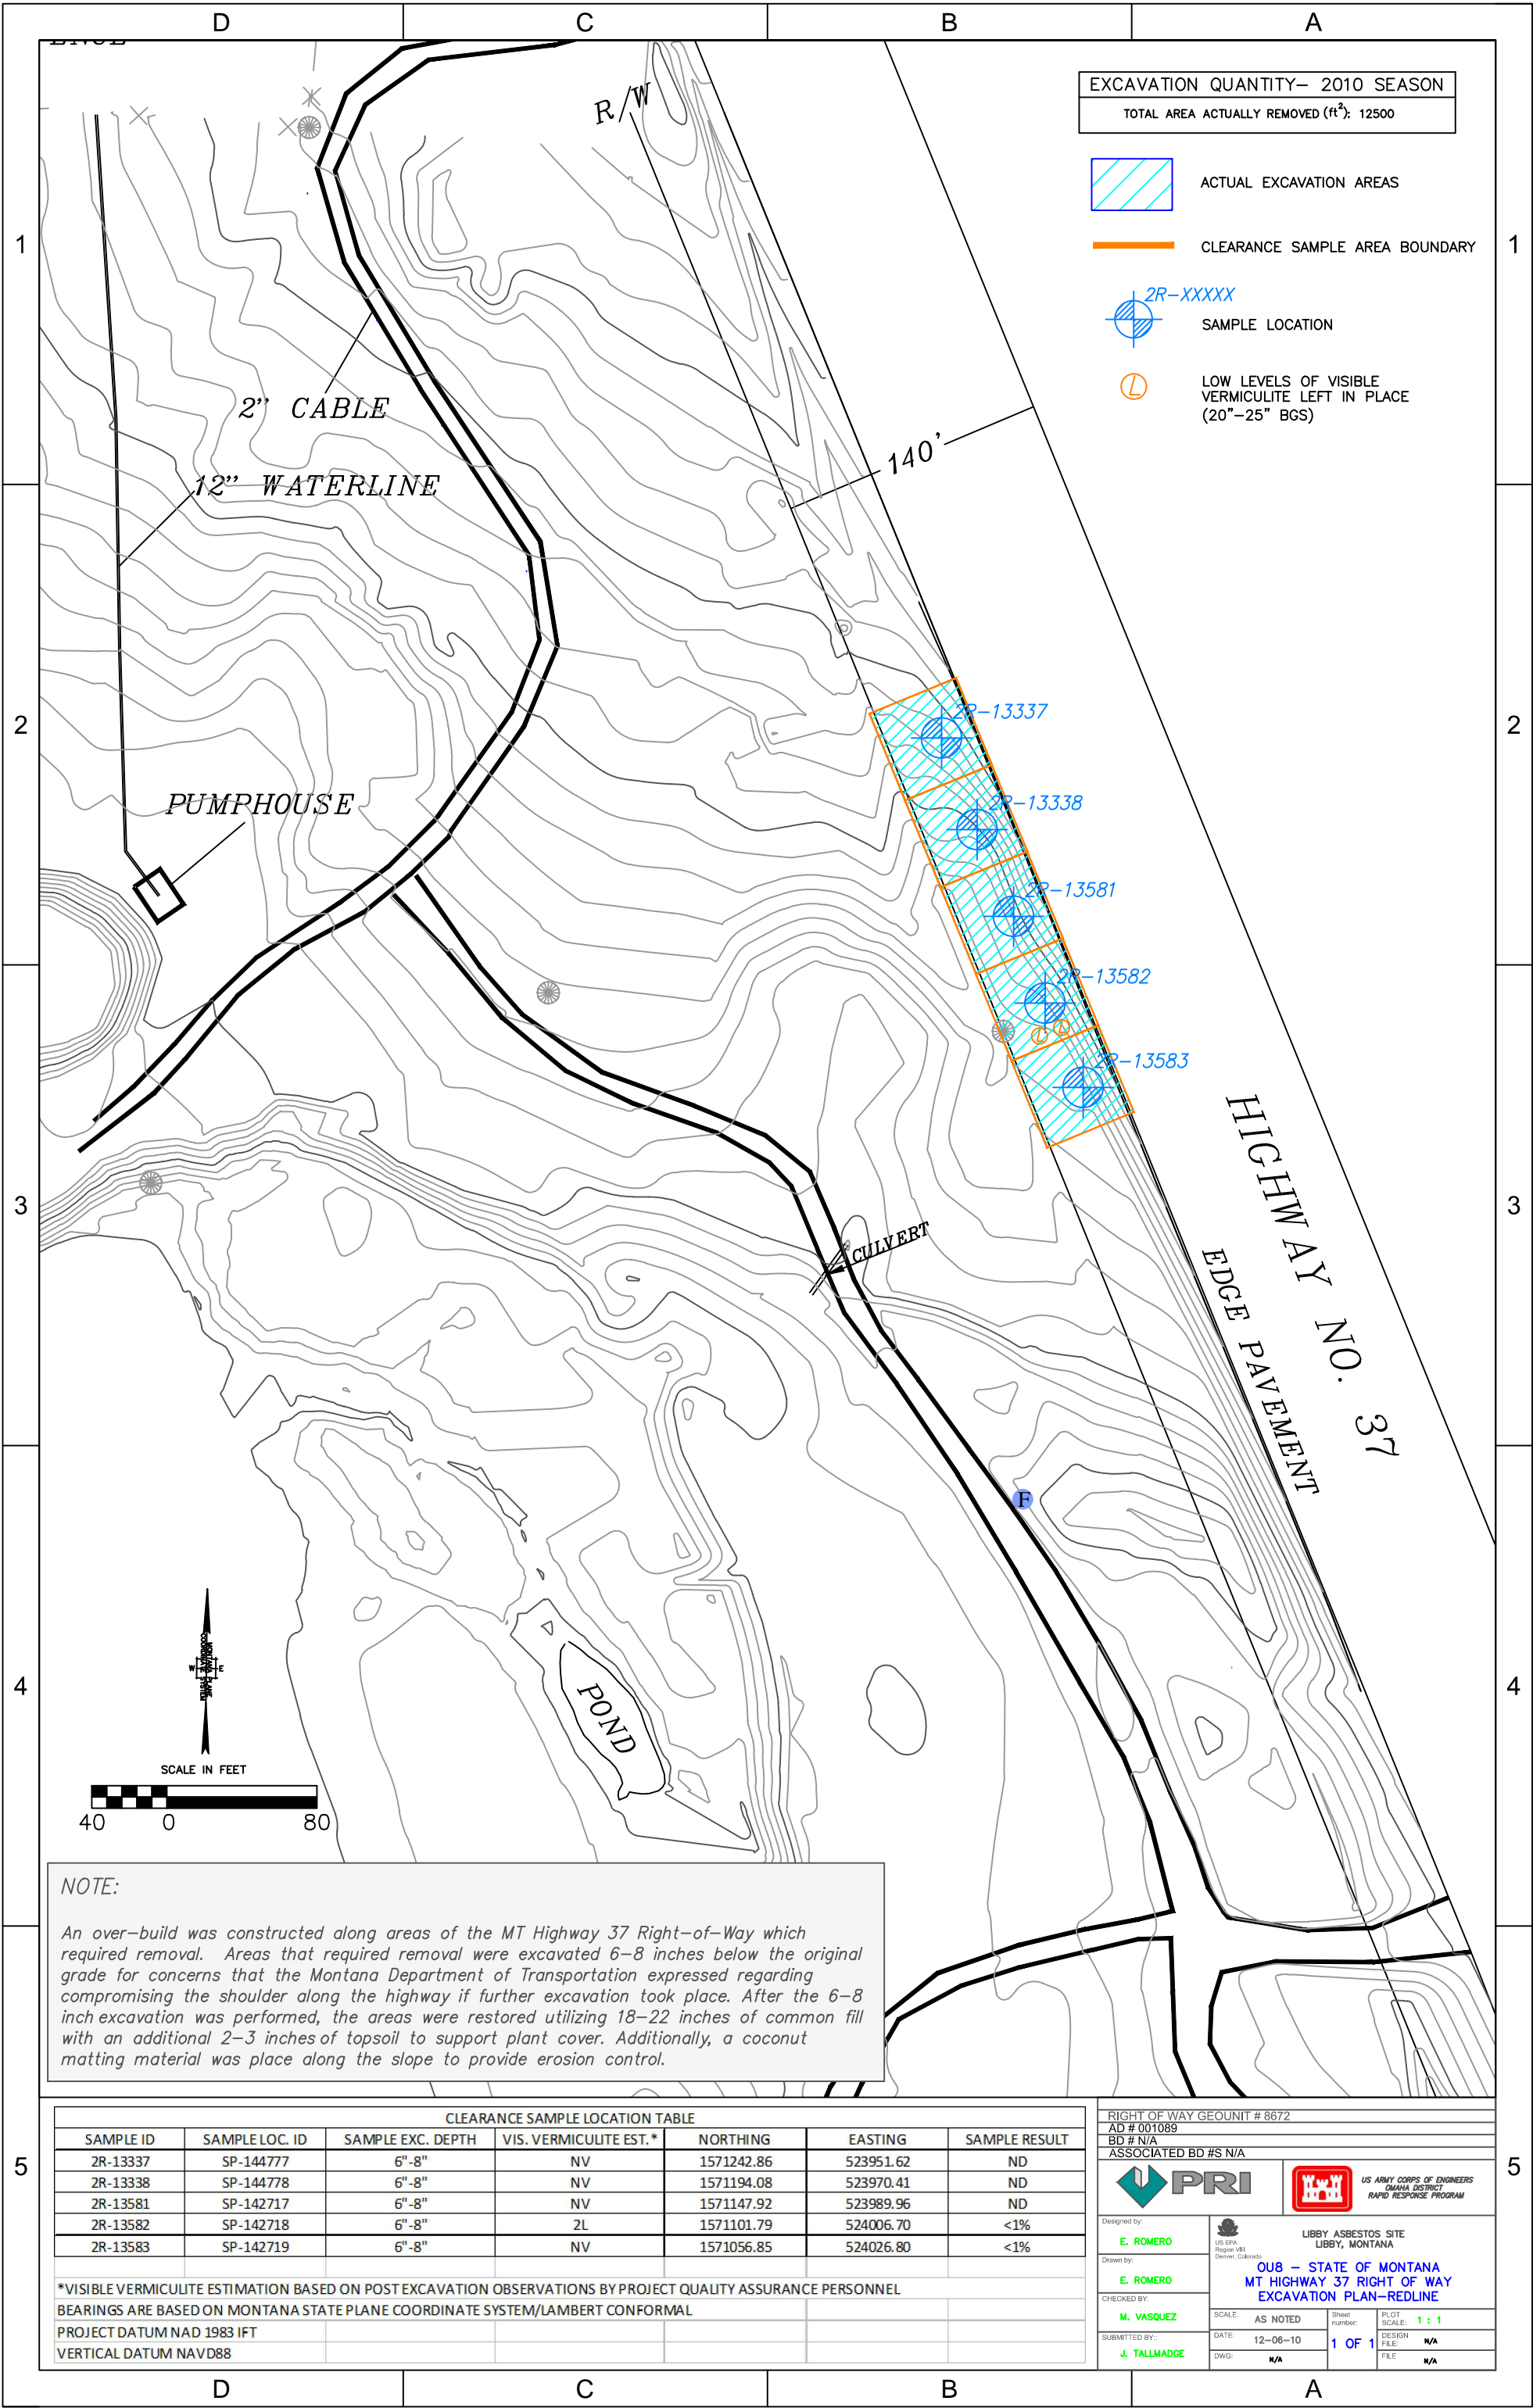 D C B A
ENCE
R/W
EXCAVATION QUANTITY- 2010 SEASON
TOTAL AREA ACTUALLY REMOVED (ft²): 12500
ACTUAL EXCAVATION AREAS
1 1
CLEARANCE SAMPLE AREA BOUNDARY
2R-XXXXX
SAMPLE LOCATION
LOW LEVELS OF VISIBLE
VERMICULITE LEFT IN PLACE
(20"-25" BGS)
L
2" CABLE
140'
12" WATERLINE
2R-13337
2 2
2R-13338
PUMPHOUSE
2R-13581
2R-13582
L L
2R-13583
HIGHWAY NO. 37
3 3
CULVERT
EDGE PAVEMENT
F
W E
4 4
POND
SCALE IN FEET
40 0 80
NOTE:
An over-build was constructed along areas of the MT Highway 37 Right-of-Way which
required removal. Areas that required removal were excavated 6-8 inches below the original
grade for concerns that the Montana Department of Transportation expressed regarding
compromising the shoulder along the highway if further excavation took place. After the 6-8
inch excavation was performed, the areas were restored utilizing 18-22 inches of common fill
with an additional 2-3 inches of topsoil to support plant cover. Additionally, a coconut
matting material was place along the slope to provide erosion control.
CLEARANCE SAMPLE LOCATION TABLE
SAMPLE ID SAMPLE LOC. ID SAMPLE EXC. DEPTH VIS. VERMICULITE EST.* NORTHING EASTING SAMPLE RESULT
2R-13337 SP-144777 6"-8" NV 1571242.86 523951.62 ND
2R-13338 SP-144778 6"-8" NV 1571194.08 523970.41 ND
2R-13581 SP-142717 6"-8" NV 1571147.92 523989.96 ND
2R-13582 SP-142718 6"-8" 2L 1571101.79 524006.70 <1%
2R-13583 SP-142719 6"-8" NV 1571056.85 524026.80 <1%
*VISIBLE VERMICULITE ESTIMATION BASED ON POST EXCAVATION OBSERVATIONS BY PROJECT QUALITY ASSURANCE PERSONNEL
BEARINGS ARE BASED ON MONTANA STATE PLANE COORDINATE SYSTEM/LAMBERT CONFORMAL
PROJECT DATUM NAD 1983 IFT
VERTICAL DATUM NAVD88
5 5
RIGHT OF WAY GEOUNIT # 8672
AD # 001089
BD # N/A
ASSOCIATED BD #S N/A
PRI
US ARMY CORPS OF ENGINEERS
OMAHA DISTRICT
RAPID RESPONSE PROGRAM
Designed by:
E. ROMERO
Drawn by:
E. ROMERO
CHECKED BY:
M. VASQUEZ
SUBMITTED BY:
J. TALLMADGE
US EPA
Region VIII
Denver, Colorado
LIBBY ASBESTOS SITE
LIBBY, MONTANA
OU8 - STATE OF MONTANA
MT HIGHWAY 37 RIGHT OF WAY
EXCAVATION PLAN-REDLINE
SCALE: AS NOTED
DATE: 12-06-10
DWG: N/A
Sheet
number:
1 OF 1
PLOT
SCALE: 1 : 1
DESIGN
FILE: N/A
FILE N/A
D C B A